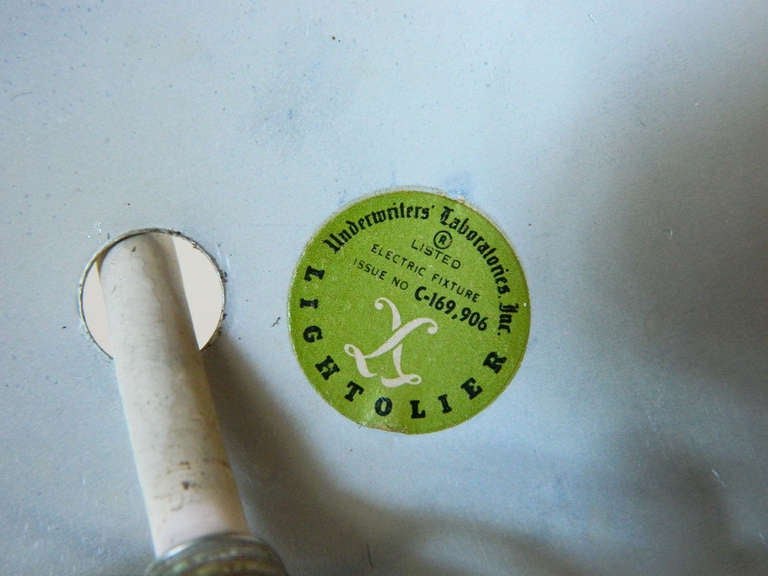 Underwriters' Laboratories, Inc.
®
LISTED
ELECTRIC FIXTURE
ISSUE NO C-169,906
L
LIGHTOLIER